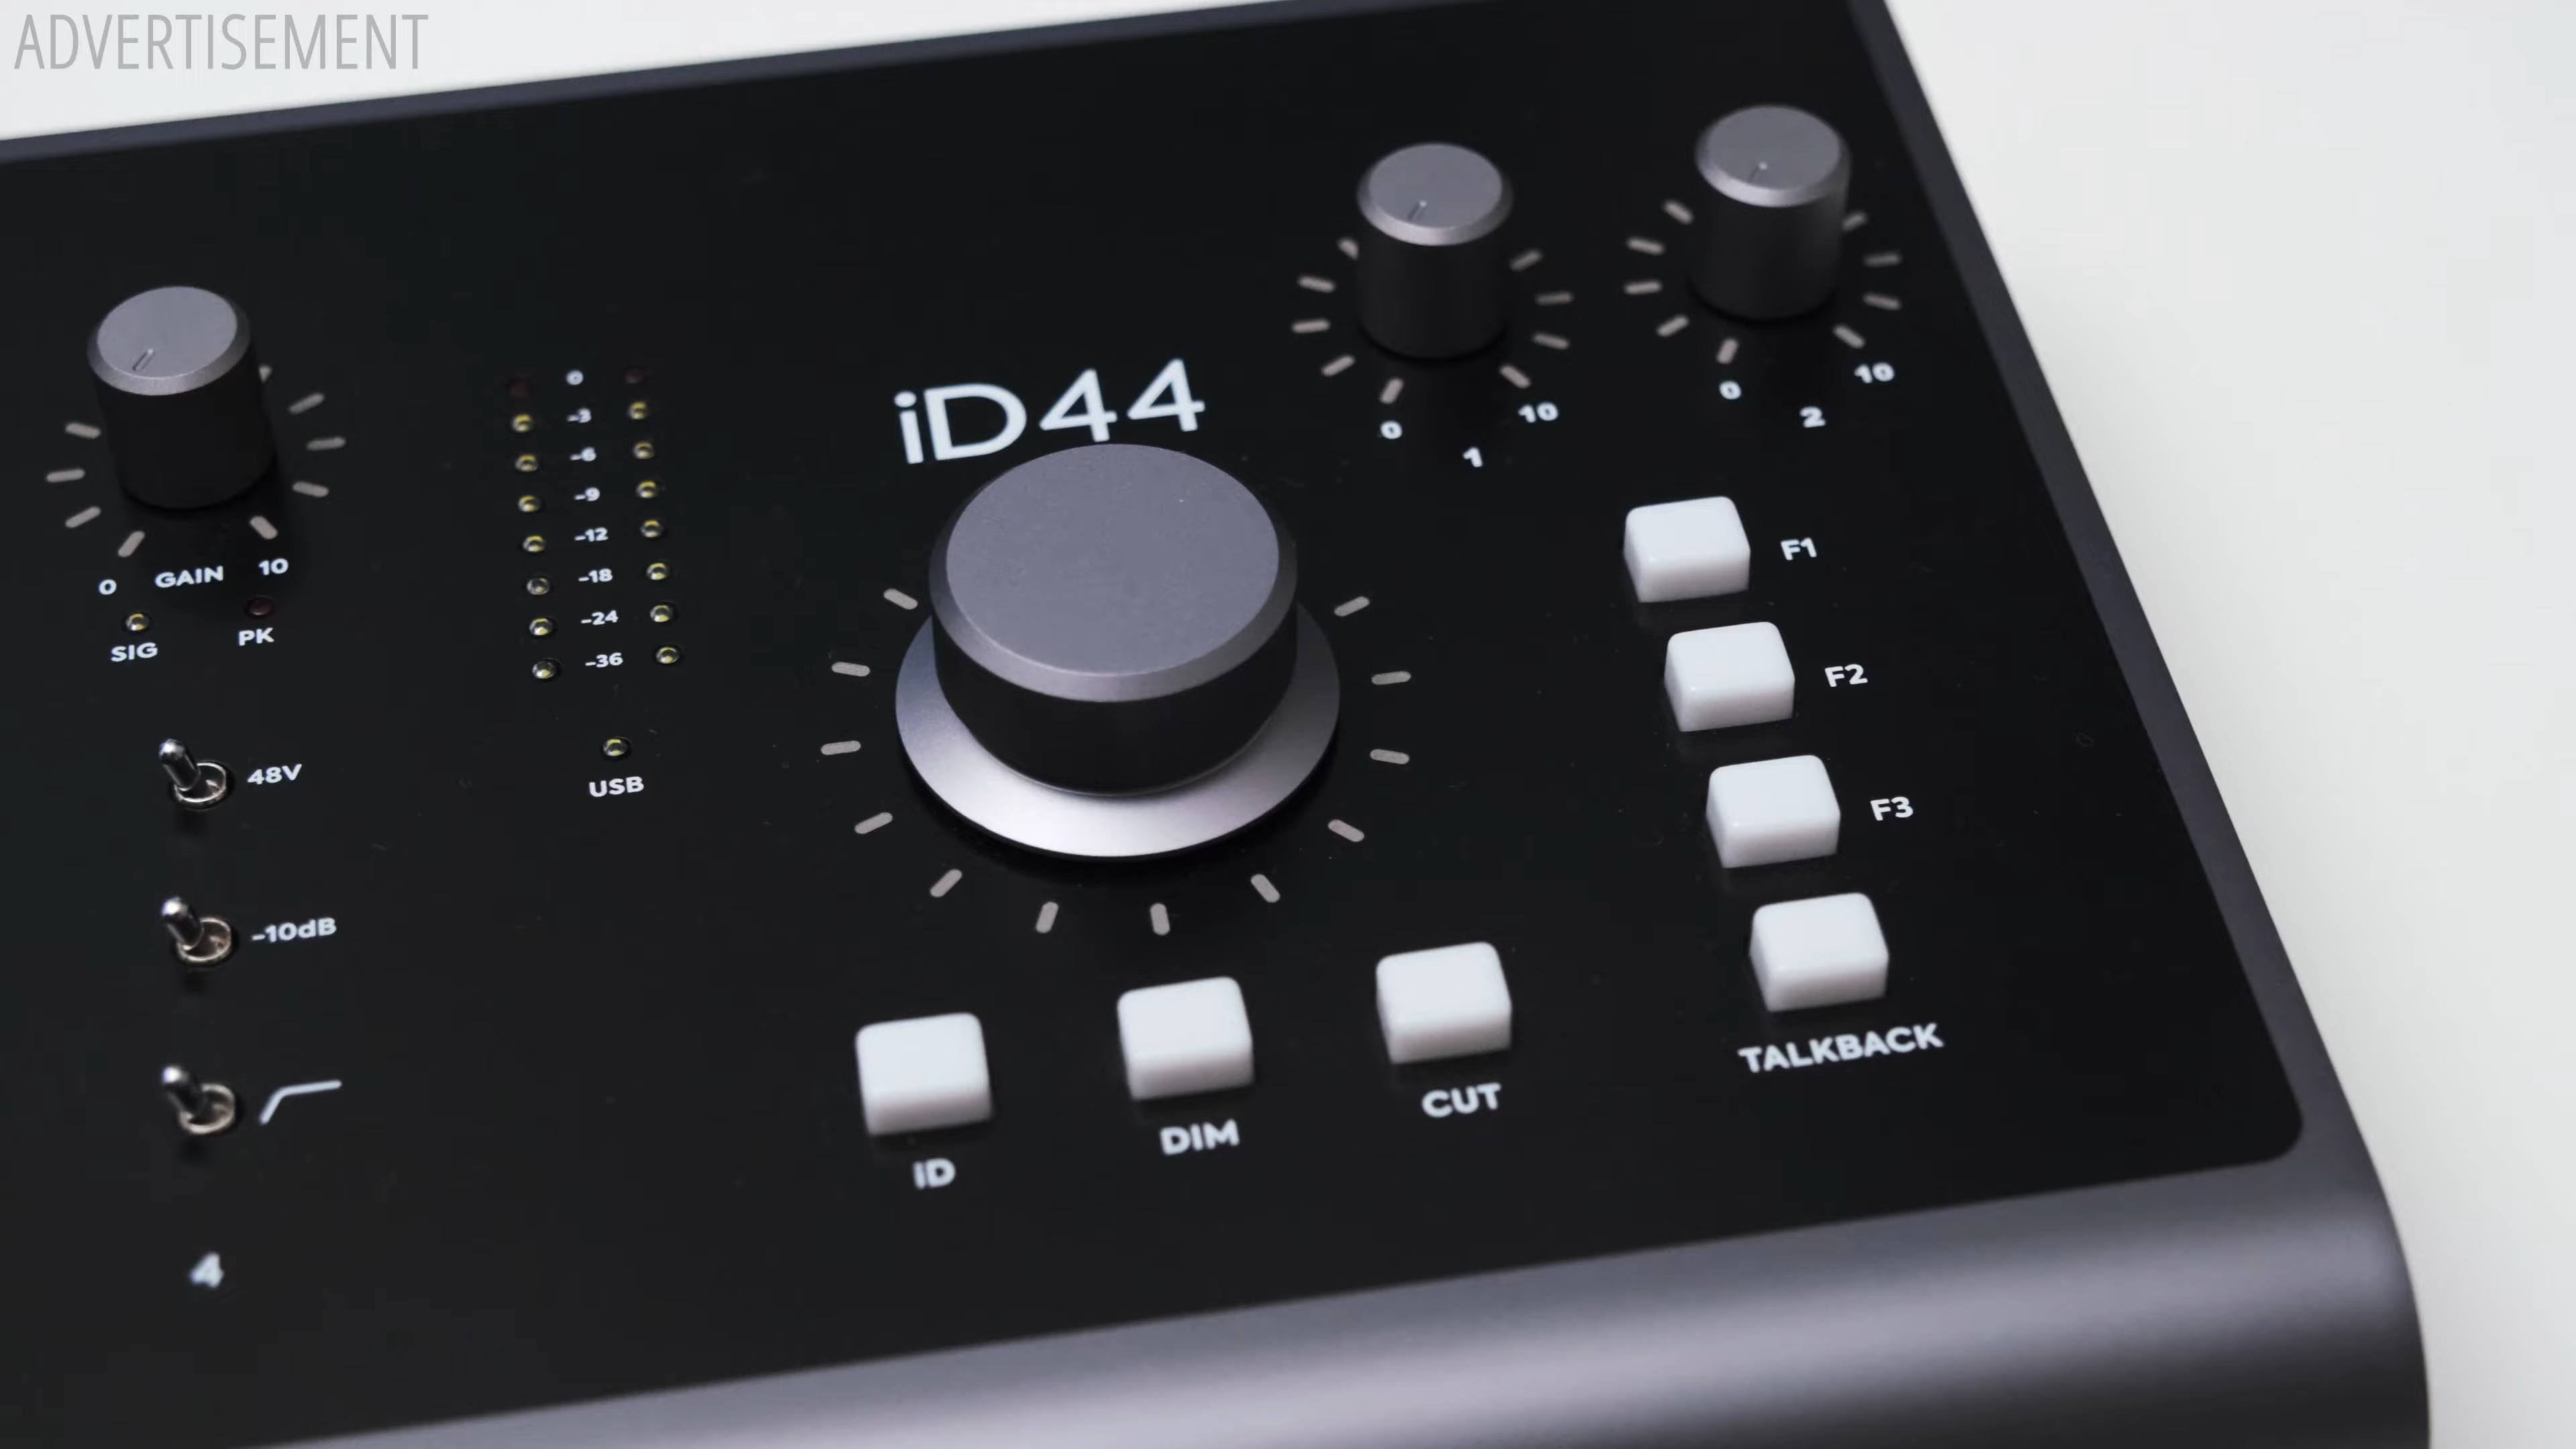 ADVERTISEMENT
0 GAIN 10
SIG PK
48V
-10dB
4
0
-3
-6
-9
-12
-18
-24
-36
USB
iD44
0 10
1
0 10
2
F1
F2
F3
TALKBACK
iD
DIM
CUT